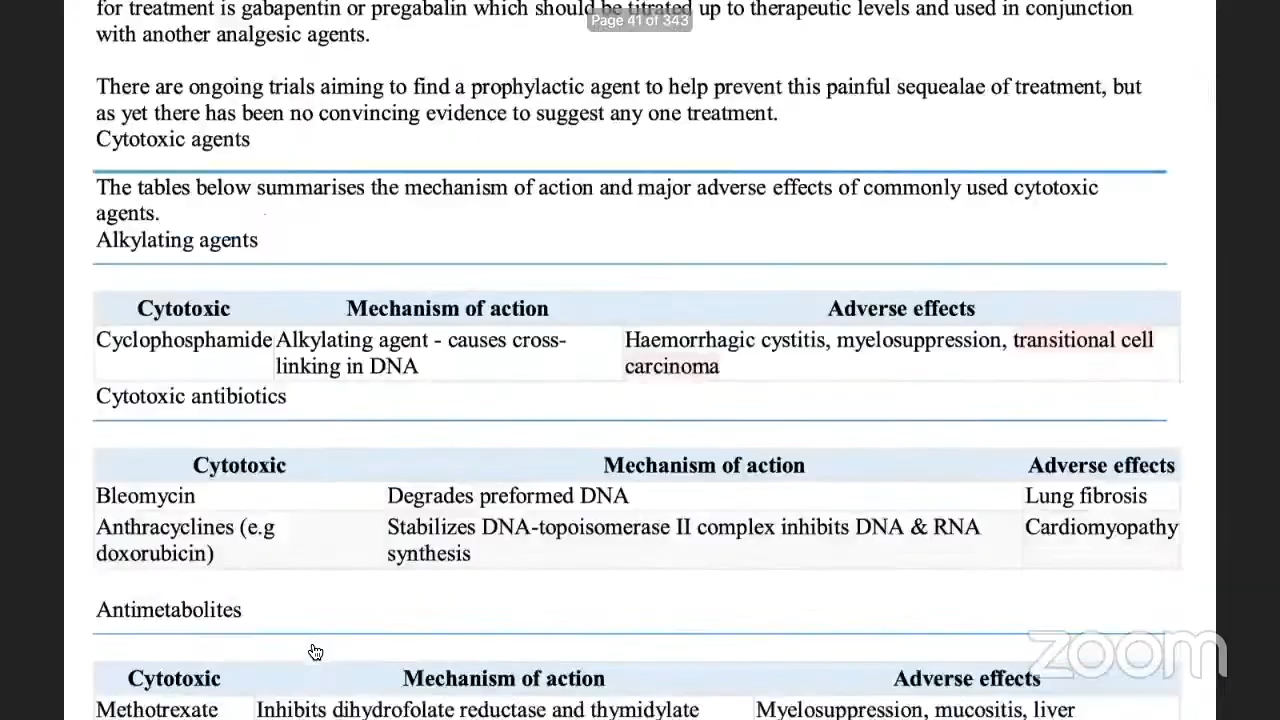 for treatment is gabapentin or pregabalin which should be titrated up to therapeutic levels and used in conjunction
Page 41 of 343
with another analgesic agents.
There are ongoing trials aiming to find a prophylactic agent to help prevent this painful sequealae of treatment, but
as yet there has been no convincing evidence to suggest any one treatment.
Cytotoxic agents
The tables below summarises the mechanism of action and major adverse effects of commonly used cytotoxic
agents.
Alkylating agents
Cytotoxic Mechanism of action Adverse effects
Cyclophosphamide Alkylating agent - causes cross- Haemorrhagic cystitis, myelosuppression, transitional cell
linking in DNA carcinoma
Cytotoxic antibiotics
Cytotoxic Mechanism of action Adverse effects
Bleomycin Degrades preformed DNA Lung fibrosis
Anthracyclines (e.g Stabilizes DNA-topoisomerase II complex inhibits DNA & RNA Cardiomyopathy
doxorubicin) synthesis
Antimetabolites
zoom
Cytotoxic Mechanism of action Adverse effects
Methotrexate Inhibits dihydrofolate reductase and thymidylate Myelosuppression, mucositis, liver